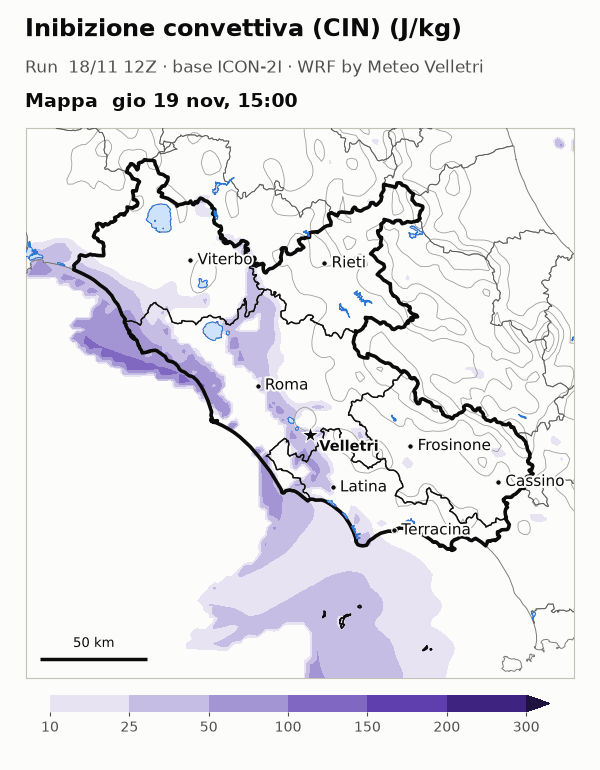 Inibizione convettiva (CIN) (J/kg)
Run  18/11 12Z · base ICON-2I · WRF by Meteo Velletri
Mappa  gio 19 nov, 15:00
Viterbo
Rieti
Roma
Velletri
Frosinone
Cassino
Latina
Terracina
50 km
10 25 50 100 150 200 300